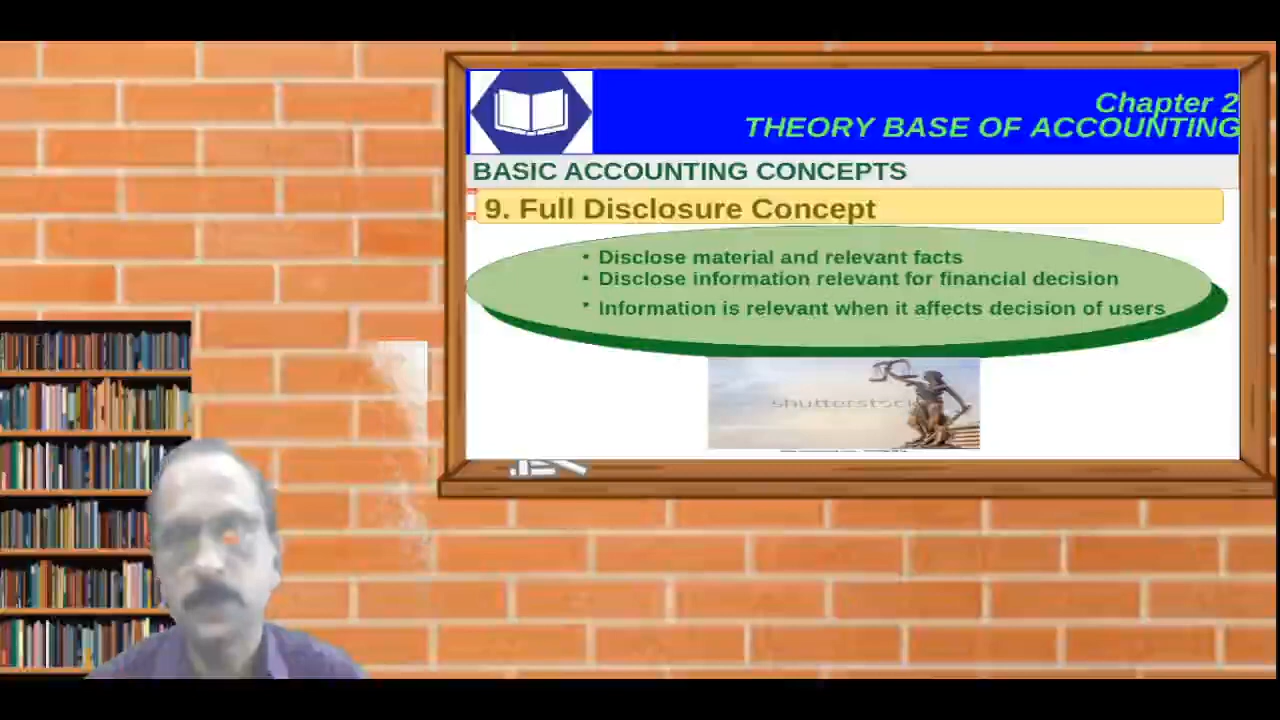 Chapter 2
THEORY BASE OF ACCOUNTING
BASIC ACCOUNTING CONCEPTS
9. Full Disclosure Concept
• Disclose material and relevant facts
• Disclose information relevant for financial decision
• Information is relevant when it affects decision of users
shutterstock